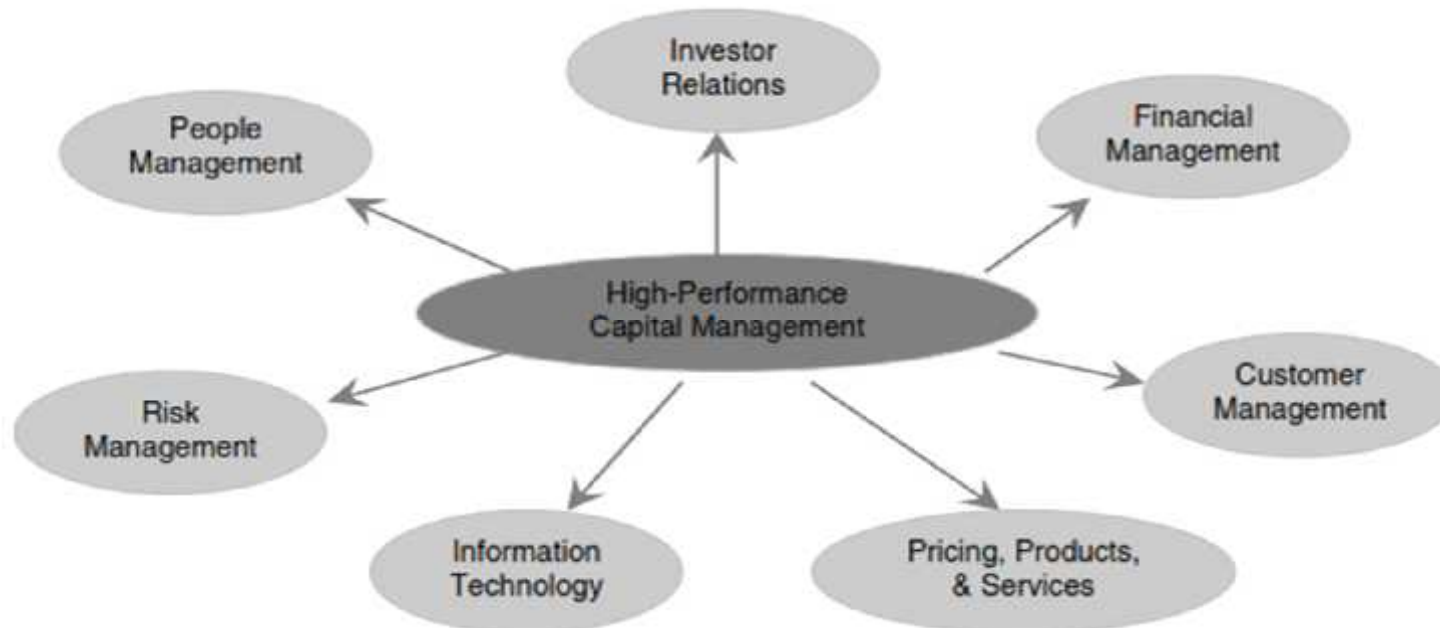 Investor
Relations
People
Management
Financial
Management
High-Performance
Capital Management
Risk
Management
Customer
Management
Information
Technology
Pricing, Products,
& Services